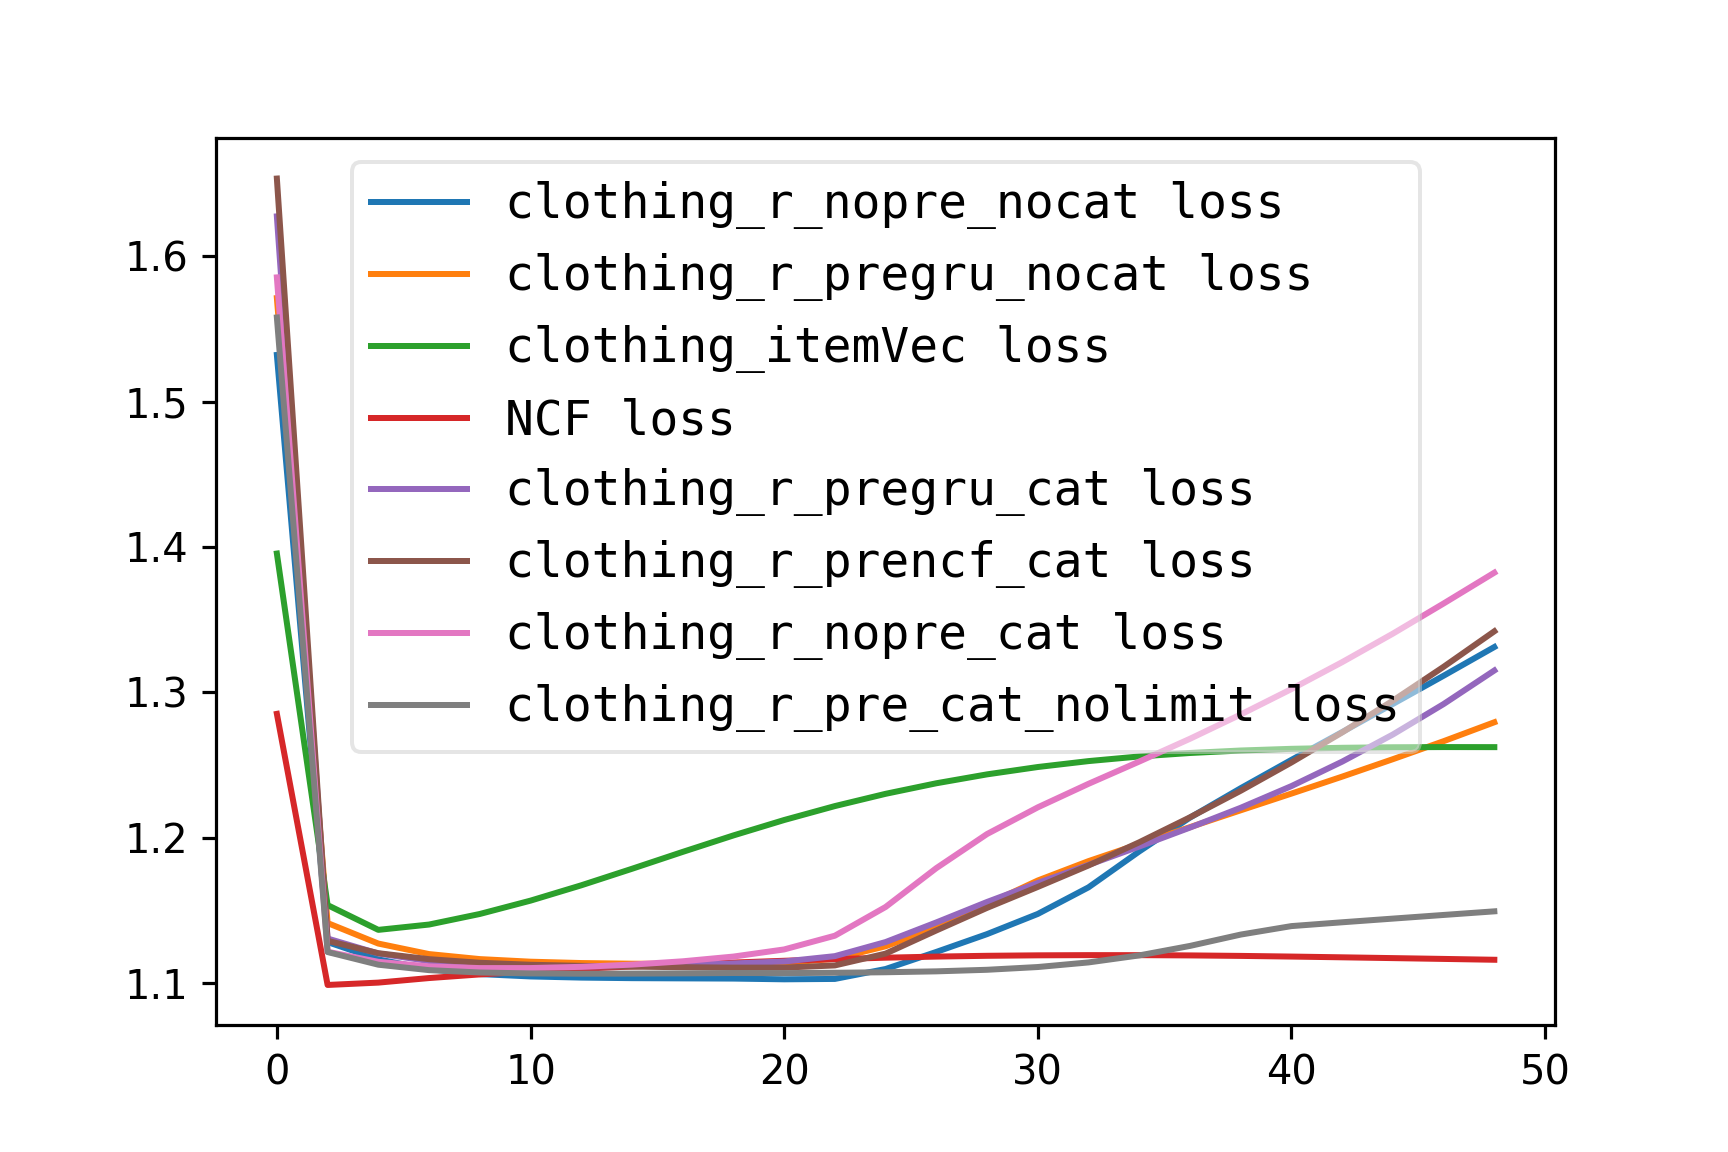 clothing_r_nopre_nocat loss
clothing_r_pregru_nocat loss
clothing_itemVec loss
NCF loss
clothing_r_pregru_cat loss
clothing_r_prencf_cat loss
clothing_r_nopre_cat loss
clothing_r_pre_cat_nolimit loss
1.6
1.5
1.4
1.3
1.2
1.1
0 10 20 30 40 50